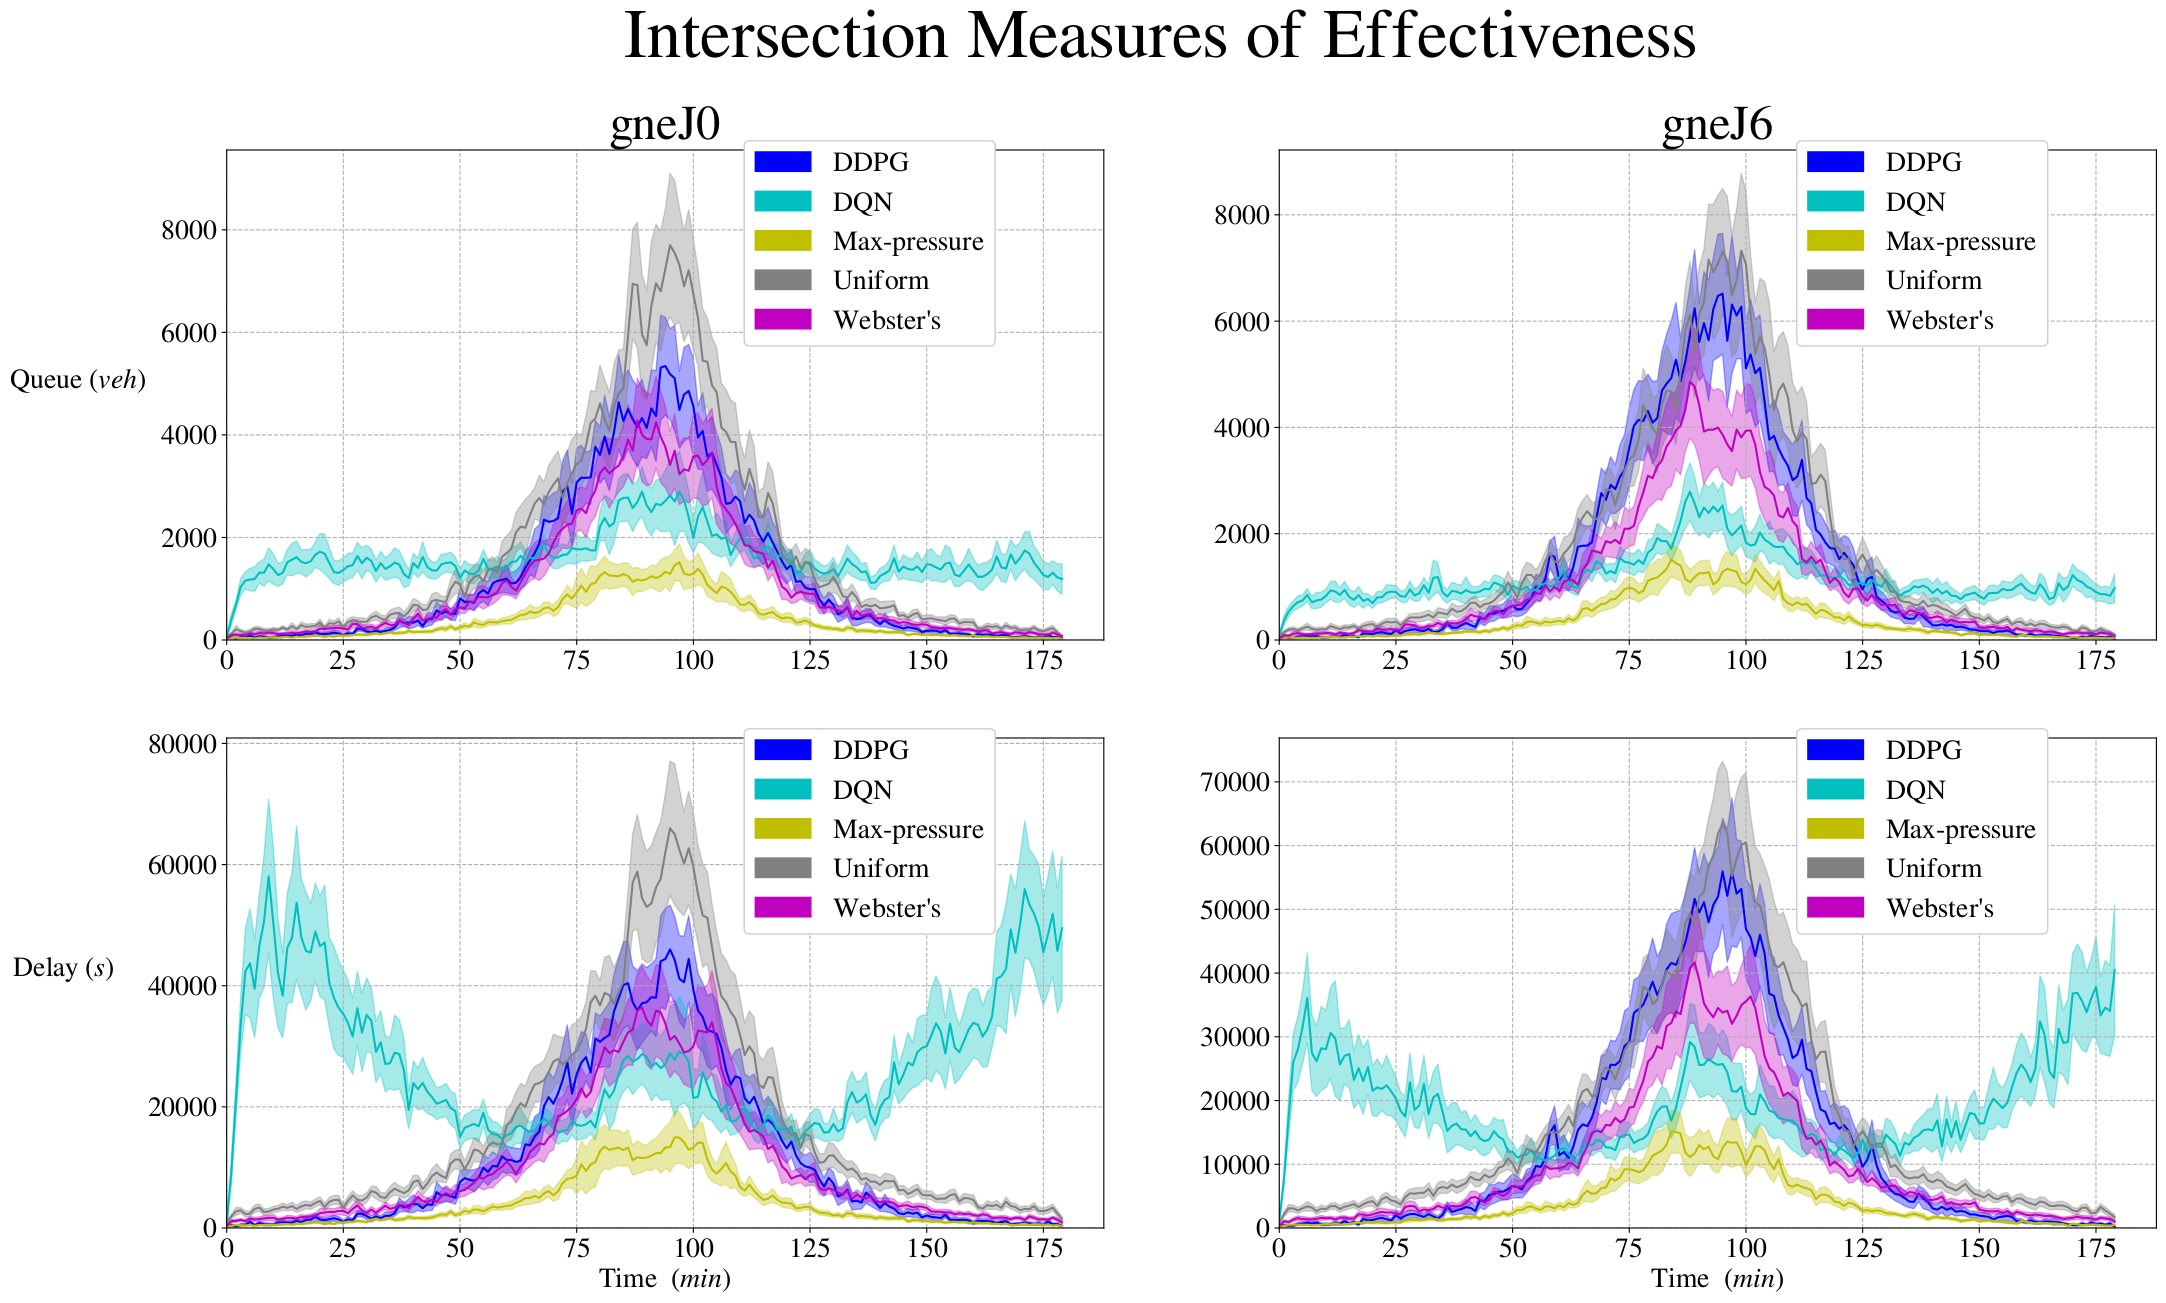 Intersection Measures of Effectiveness
gneJ0
gneJ6
DDPG
DQN
Max-pressure
Uniform
Webster's
8000
6000
4000
2000
0
Queue (veh)
0 25 50 75 100 125 150 175
DDPG
DQN
Max-pressure
Uniform
Webster's
8000
6000
4000
2000
0
0 25 50 75 100 125 150 175
DDPG
DQN
Max-pressure
Uniform
Webster's
80000
60000
40000
20000
0
Delay (s)
0 25 50 75 100 125 150 175
Time (min)
DDPG
DQN
Max-pressure
Uniform
Webster's
70000
60000
50000
40000
30000
20000
10000
0
0 25 50 75 100 125 150 175
Time (min)